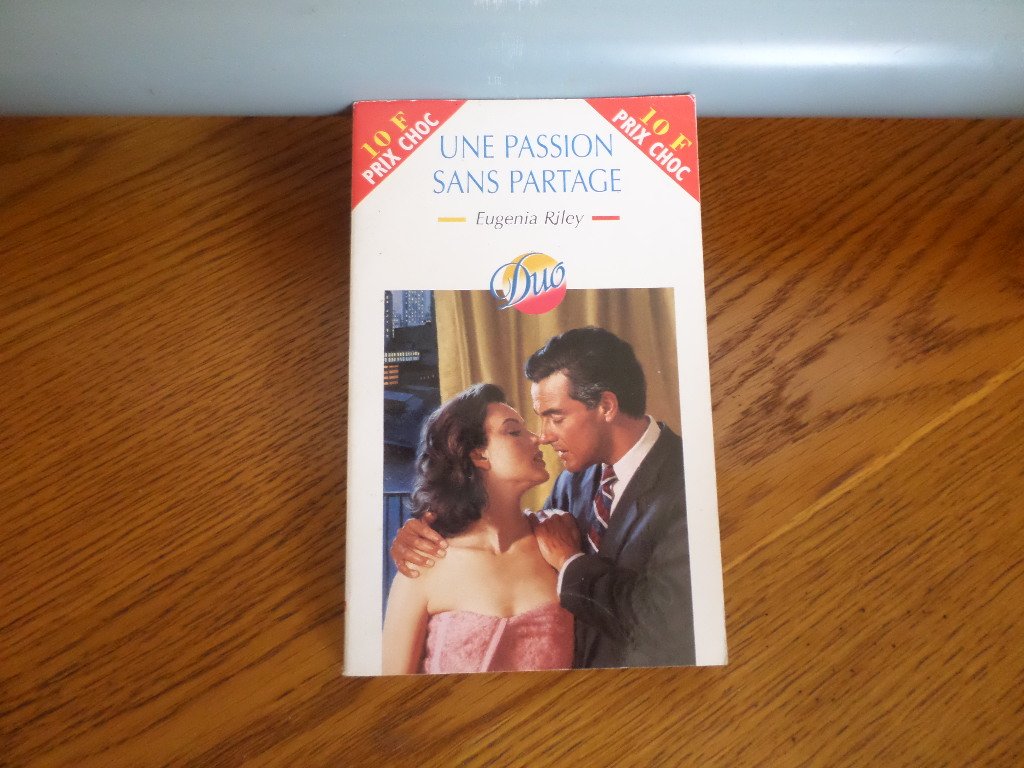 10 F
PRIX CHOC
10 F
PRIX CHOC
UNE PASSION
SANS PARTAGE
Eugenia Riley
Duo